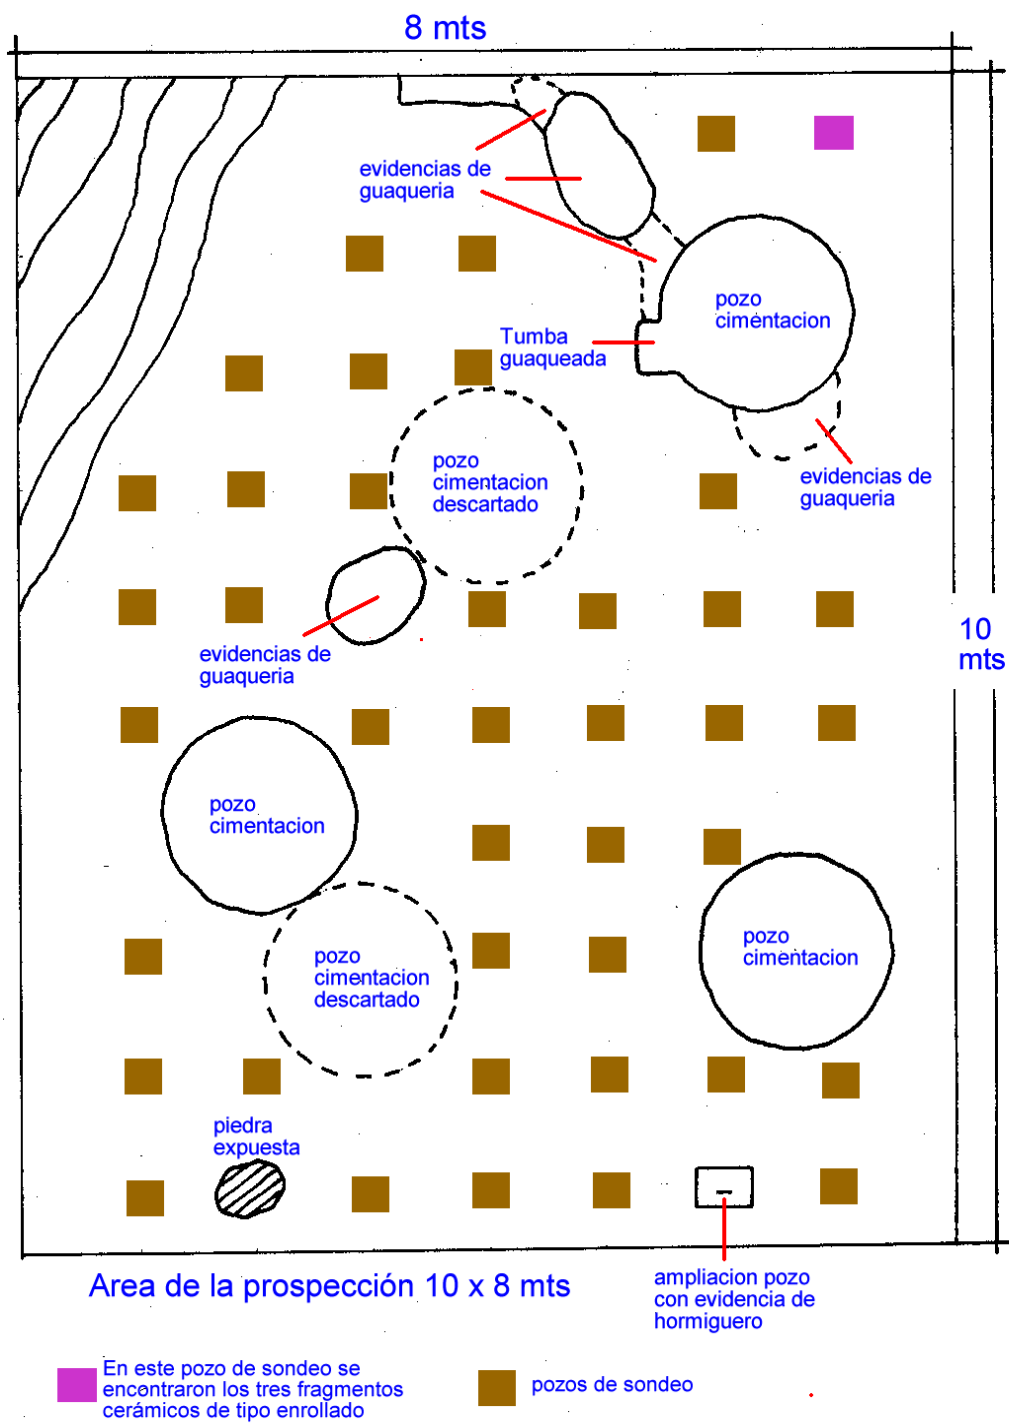 8 mts
evidencias de
guaqueria
pozo
cimentacion
Tumba
guaqueada
pozo
cimentacion
descartado
evidencias de
guaqueria
10
mts
evidencias de
guaqueria
pozo
cimentacion
pozo
cimentacion
pozo
cimentacion
descartado
piedra
expuesta
Area de la prospección 10 x 8 mts
ampliacion pozo
con evidencia de
hormiguero
En este pozo de sondeo se
encontraron los tres fragmentos
cerámicos de tipo enrollado
pozos de sondeo